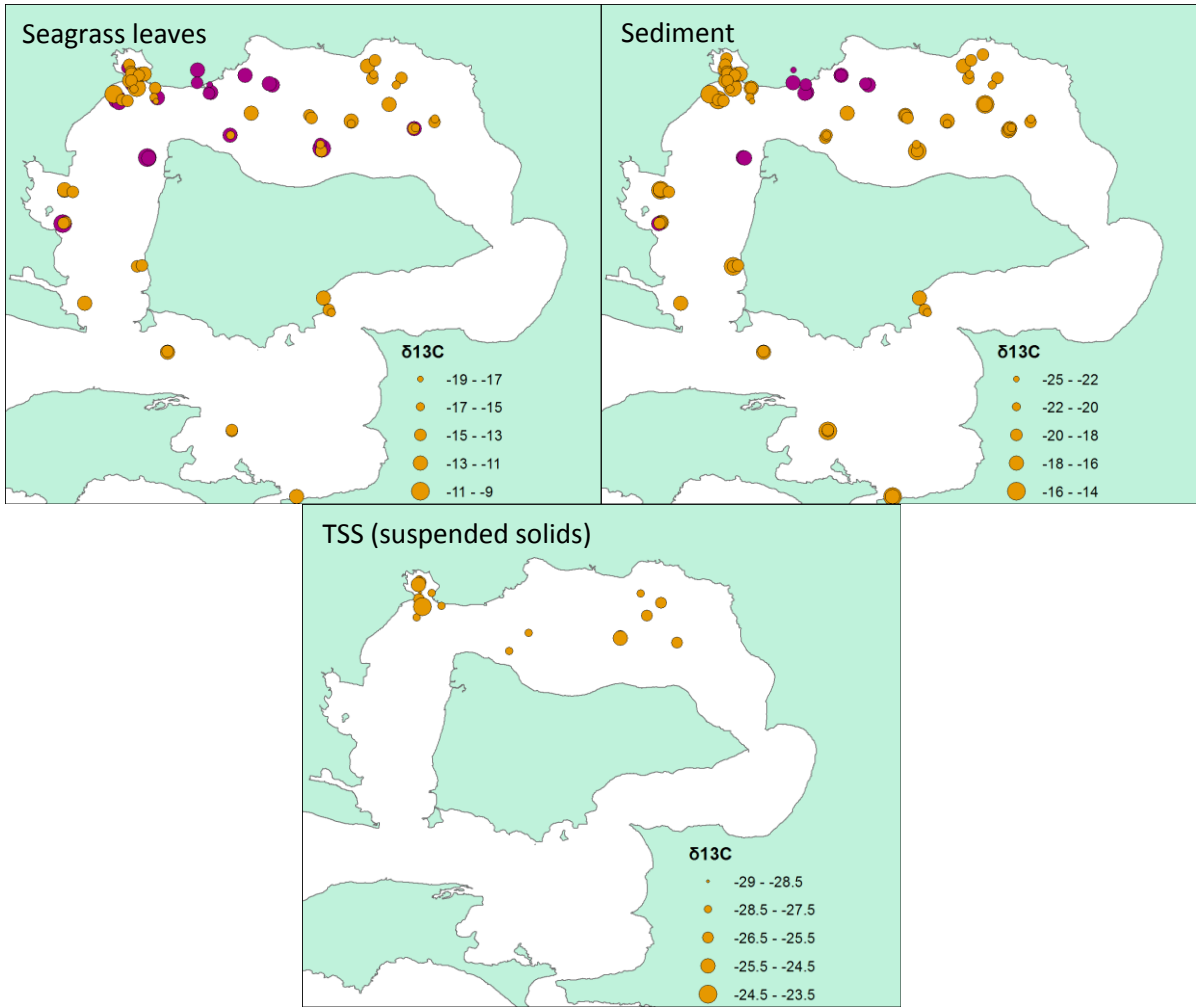 Seagrass leaves
δ13C
-19 - -17
-17 - -15
-15 - -13
-13 - -11
-11 - -9
Sediment
δ13C
-25 - -22
-22 - -20
-20 - -18
-18 - -16
-16 - -14
TSS (suspended solids)
δ13C
-29 - -28.5
-28.5 - -27.5
-26.5 - -25.5
-25.5 - -24.5
-24.5 - -23.5